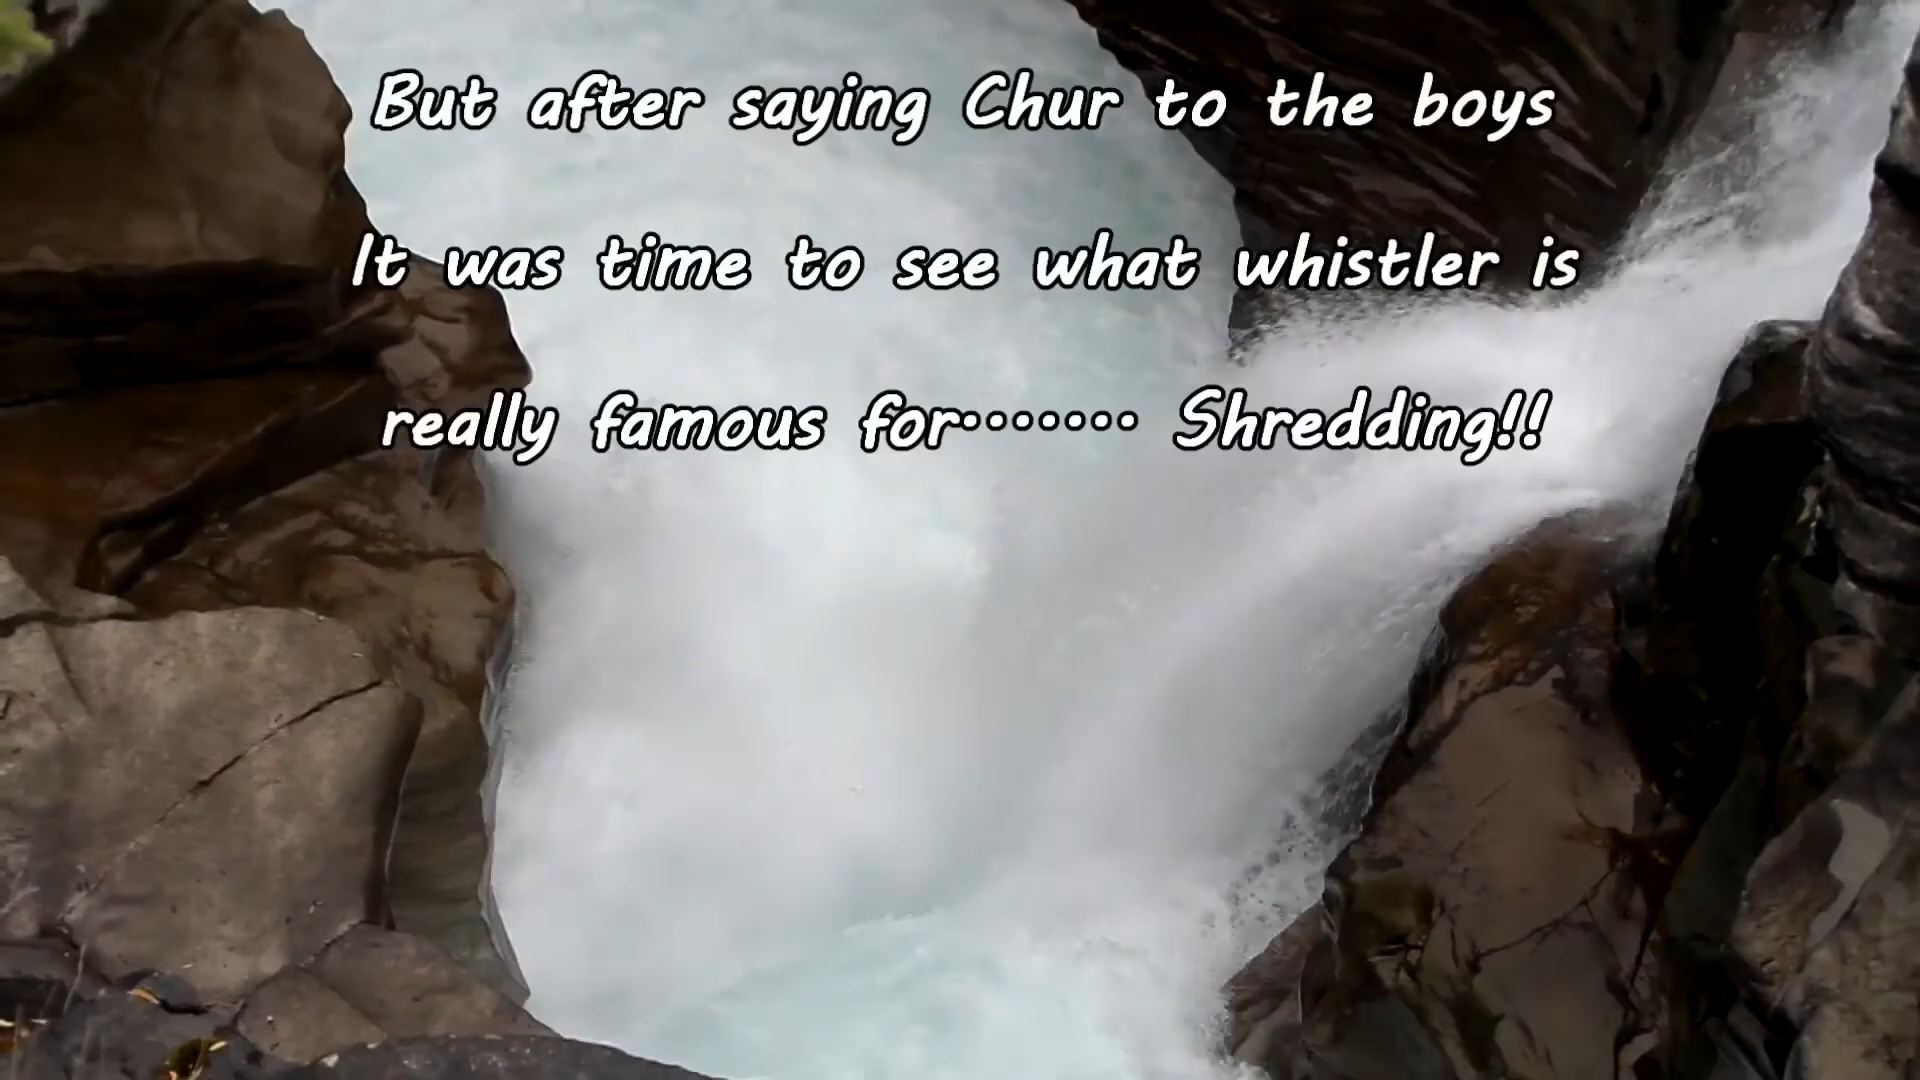 But after saying Chur to the boys
It was time to see what whistler is
really famous for······· Shredding!!